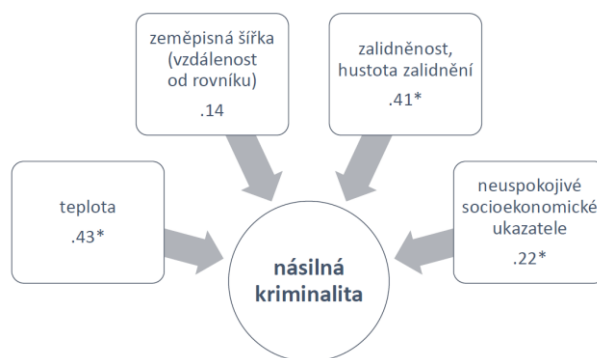 zeměpisná šířka
(vzdálenost
od rovníku)
.14
zalidněnost,
hustota zalidnění
.41*
teplota
.43*
neuspokojivé
socioekonomické
ukazatele
.22*
násilná
kriminalita